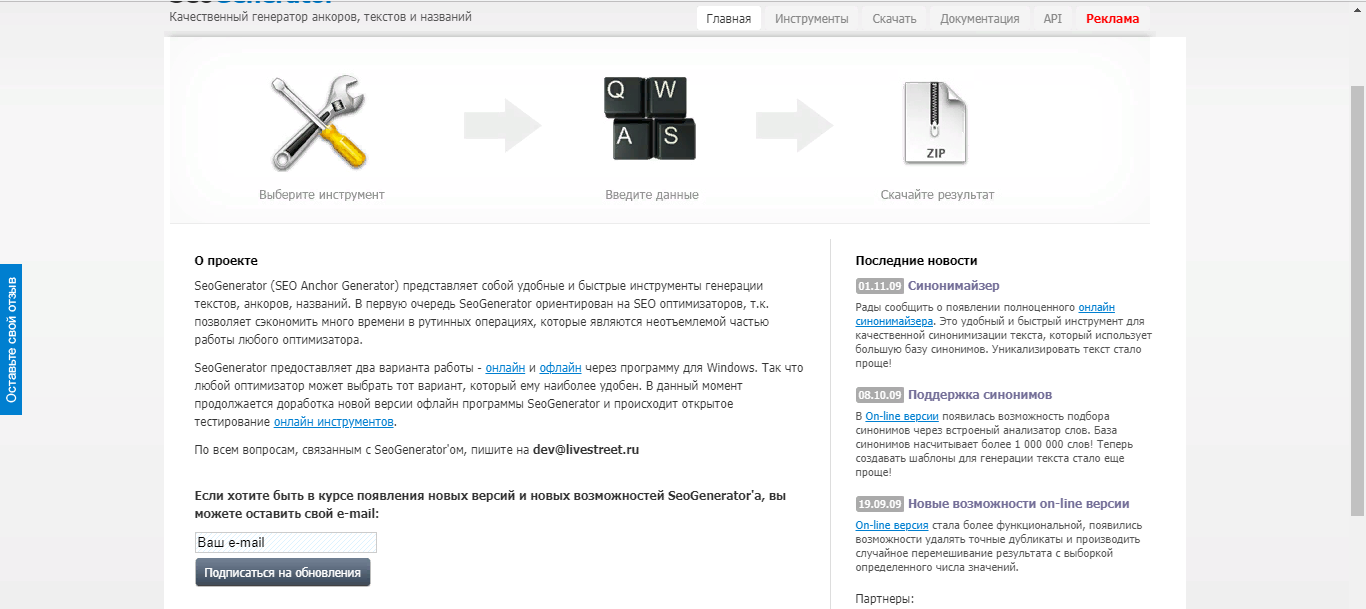 SeoGenerator
Качественный генератор анкоров, текстов и названий
Главная
Инструменты
Скачать
Документация
API
Реклама
Q W
A S
ZIP
Выберите инструмент
Введите данные
Скачайте результат
Оставьте свой отзыв
О проекте
SeoGenerator (SEO Anchor Generator) представляет собой удобные и быстрые инструменты генерации
текстов, анкоров, названий. В первую очередь SeoGenerator ориентирован на SEO оптимизаторов, т.к.
позволяет сэкономить много времени в рутинных операциях, которые являются неотъемлемой частью
работы любого оптимизатора.
SeoGenerator предоставляет два варианта работы - онлайн и офлайн через программу для Windows. Так что
любой оптимизатор может выбрать тот вариант, который ему наиболее удобен. В данный момент
продолжается доработка новой версии офлайн программы SeoGenerator и происходит открытое
тестирование онлайн инструментов.
По всем вопросам, связанным с SeoGenerator'ом, пишите на dev@livestreet.ru
Если хотите быть в курсе появления новых версий и новых возможностей SeoGenerator'а, вы
можете оставить свой e-mail:
Ваш e-mail
Подписаться на обновления
Последние новости
01.11.09 Синонимайзер
Рады сообщить о появлении полноценного онлайн
синонимайзера. Это удобный и быстрый инструмент для
качественной синонимизации текста, который использует
большую базу синонимов. Уникализировать текст стало
проще!
08.10.09 Поддержка синонимов
В On-line версии появилась возможность подбора
синонимов через встроеный анализатор слов. База
синонимов насчитывает более 1 000 000 слов! Теперь
создавать шаблоны для генерации текста стало еще
проще!
19.09.09 Новые возможности on-line версии
On-line версия стала более функциональной, появились
возможности удалять точные дубликаты и производить
случайное перемешивание результата с выборкой
определенного числа значений.
Партнеры: